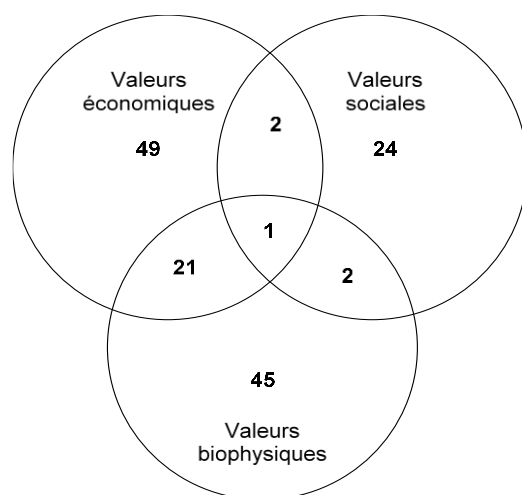 Valeurs
économiques
Valeurs
sociales
2
49
24
1
21
2
45
Valeurs
biophysiques